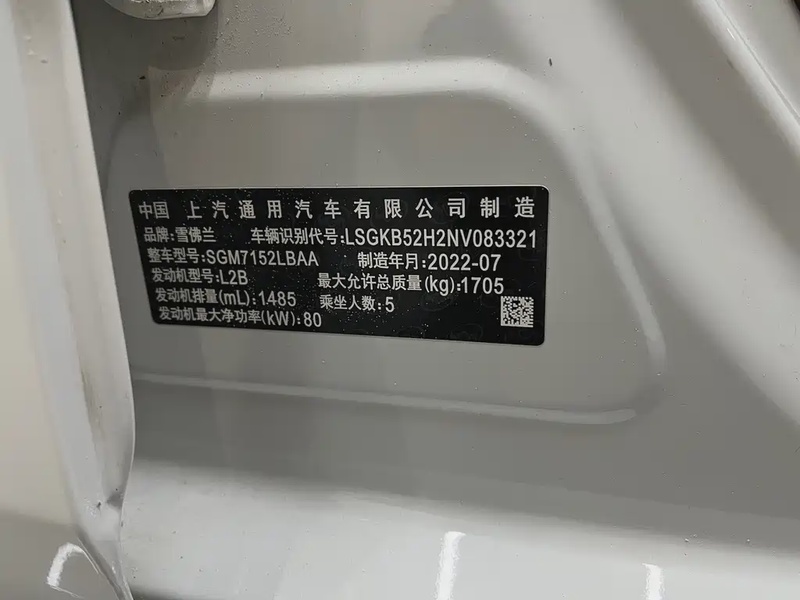 中国 上汽通用汽车有限公司制造
品牌:雪佛兰 车辆识别代号:LSGKB52H2NV083321
整车型号:SGM7152LBAA 制造年月:2022-07
发动机型号:L2B 最大允许总质量(kg):1705
发动机排量(mL):1485 乘坐人数:5
发动机最大净功率(kW):80